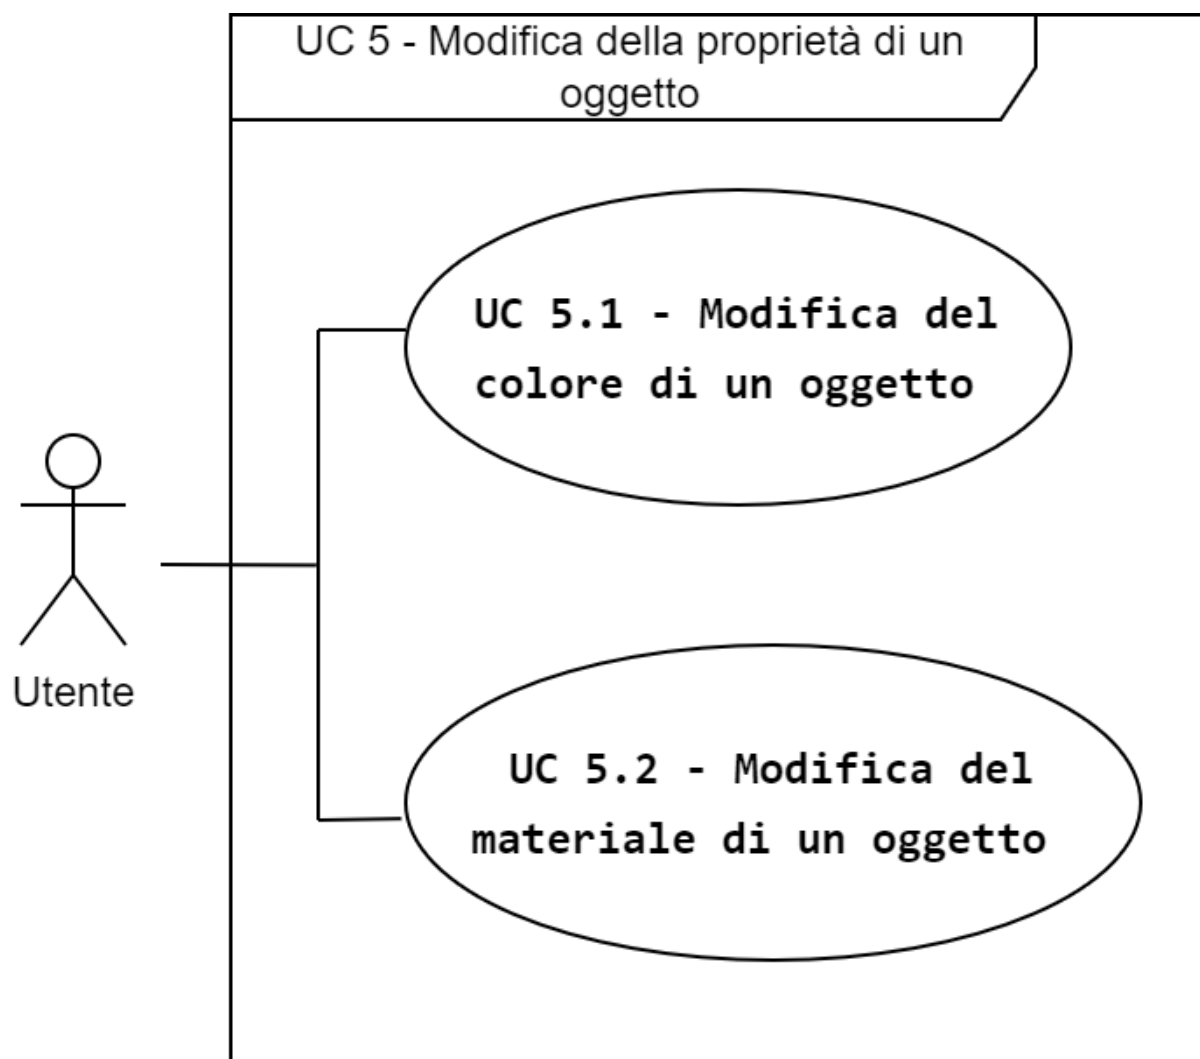 UC 5 - Modifica della proprietà di un
oggetto
UC 5.1 - Modifica del
colore di un oggetto
Utente
UC 5.2 - Modifica del
materiale di un oggetto